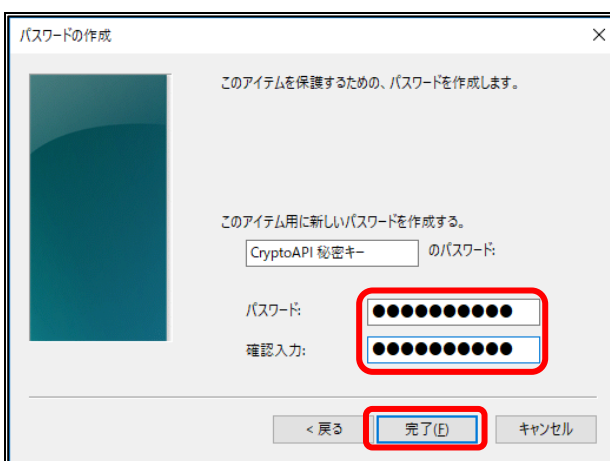 パスワードの作成
このアイテムを保護するための、パスワードを作成します。
このアイテム用に新しいパスワードを作成する。
CryptoAPI 秘密キー のパスワード:
パスワード: ●●●●●●●●●●
確認入力: ●●●●●●●●●●
< 戻る 完了(F) キャンセル